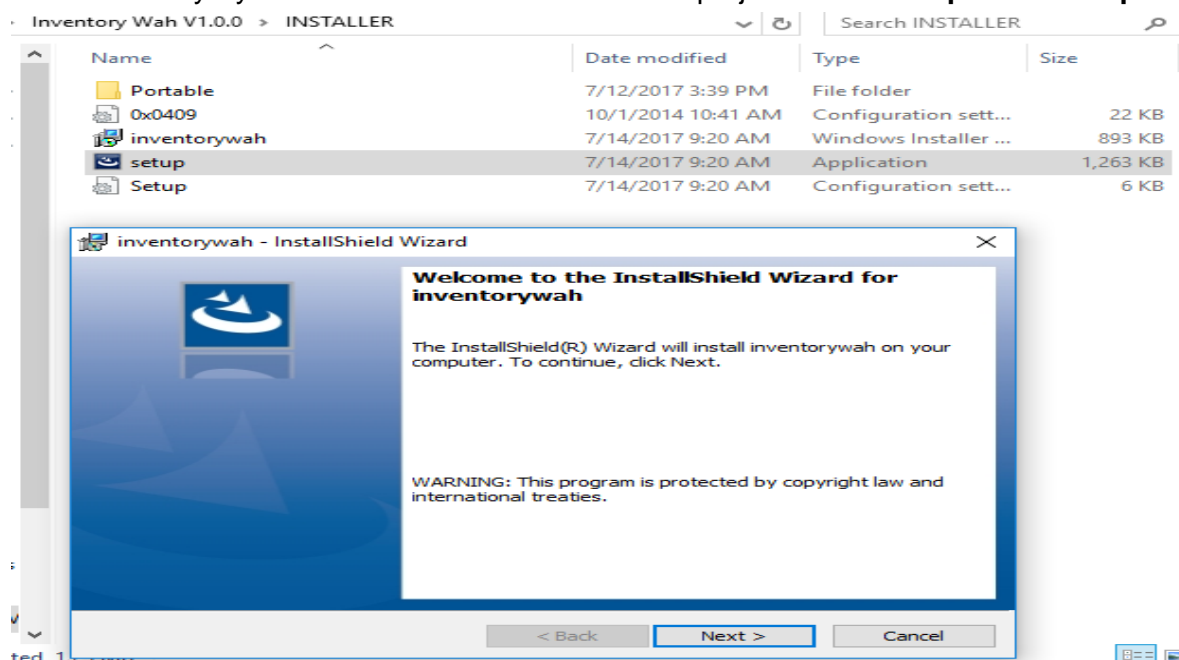 Inventory Wah V1.0.0 > INSTALLER Search INSTALLER
Name Date modified Type Size
Portable 7/12/2017 3:39 PM File folder
0x0409 10/1/2014 10:41 AM Configuration sett... 22 KB
inventorywah 7/14/2017 9:20 AM Windows Installer ... 893 KB
setup 7/14/2017 9:20 AM Application 1,263 KB
Setup 7/14/2017 9:20 AM Configuration sett... 6 KB
inventorywah - InstallShield Wizard
Welcome to the InstallShield Wizard for
inventorywah
The InstallShield(R) Wizard will install inventorywah on your
computer. To continue, click Next.
WARNING: This program is protected by copyright law and
international treaties.
< Back Next > Cancel